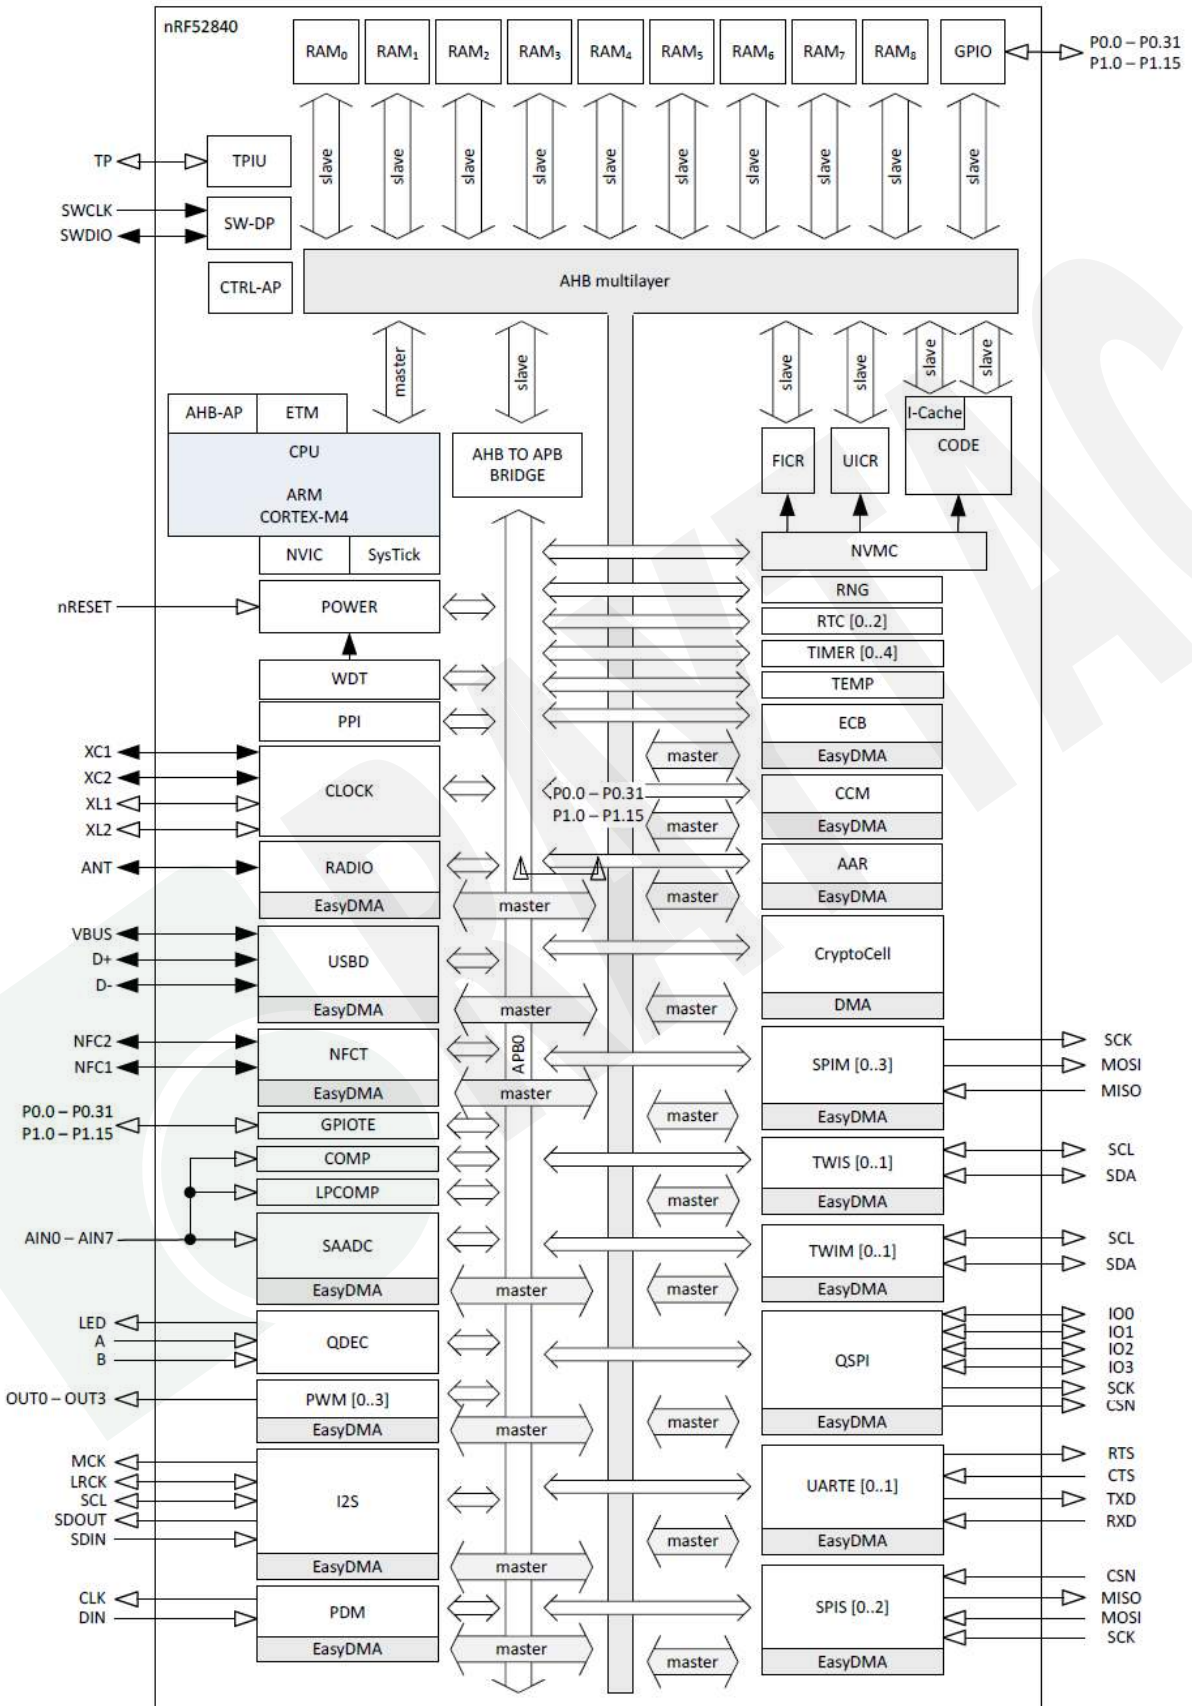 nRF52840
RAM0 RAM1 RAM2 RAM3 RAM4 RAM5 RAM6 RAM7 RAM8 GPIO
P0.0 – P0.31
P1.0 – P1.15
slave slave slave slave slave slave slave slave slave slave
TP TPIU
SWCLK
SWDIO
SW-DP
CTRL-AP
AHB multilayer
master slave slave slave slave slave
AHB-AP ETM
CPU
ARM
CORTEX-M4
NVIC SysTick
AHB TO APB
BRIDGE
FICR UICR
I-Cache
CODE
NVMC
nRESET POWER
RNG
RTC [0..2]
TIMER [0..4]
WDT
TEMP
PPI
ECB
master EasyDMA
XC1
XC2
XL1
XL2
CLOCK
P0.0 – P0.31
P1.0 – P1.15
CCM
master EasyDMA
ANT RADIO
AAR
EasyDMA master
master EasyDMA
VBUS
D+
D-
USBD
CryptoCell
EasyDMA master
master DMA
APB0
NFC2
NFC1
NFCT
EasyDMA master
SPIM [0..3]
SCK
MOSI
MISO
master EasyDMA
P0.0 – P0.31
P1.0 – P1.15
GPIOTE
COMP
LPCOMP
TWIS [0..1]
SCL
SDA
master EasyDMA
AIN0 – AIN7 SAADC
EasyDMA master
TWIM [0..1]
SCL
SDA
master EasyDMA
LED
A
B
QDEC
QSPI
IO0
IO1
IO2
IO3
SCK
CSN
master EasyDMA
OUT0 – OUT3 PWM [0..3]
EasyDMA master
MCK
LRCK
SCL
SDOUT
SDIN
I2S
EasyDMA master
UARTE [0..1]
RTS
CTS
TXD
RXD
master EasyDMA
CLK
DIN
PDM
EasyDMA master
SPIS [0..2]
CSN
MISO
MOSI
SCK
master EasyDMA
RAYTAC